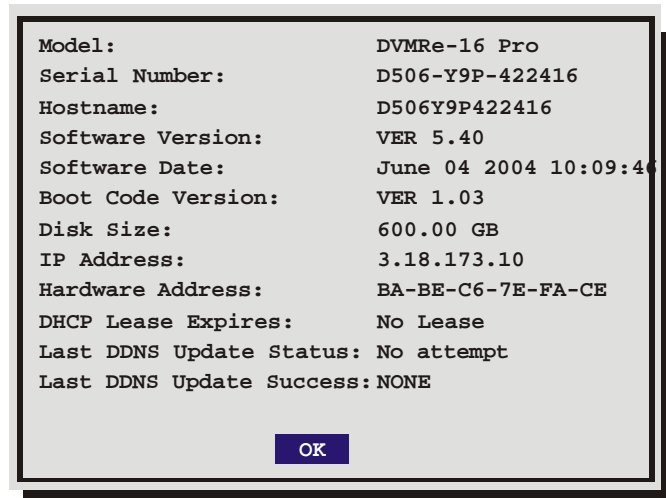 Model: DVMRe-16 Pro
Serial Number: D506-Y9P-422416
Hostname: D506Y9P422416
Software Version: VER 5.40
Software Date: June 04 2004 10:09:46
Boot Code Version: VER 1.03
Disk Size: 600.00 GB
IP Address: 3.18.173.10
Hardware Address: BA-BE-C6-7E-FA-CE
DHCP Lease Expires: No Lease
Last DDNS Update Status: No attempt
Last DDNS Update Success: NONE
OK